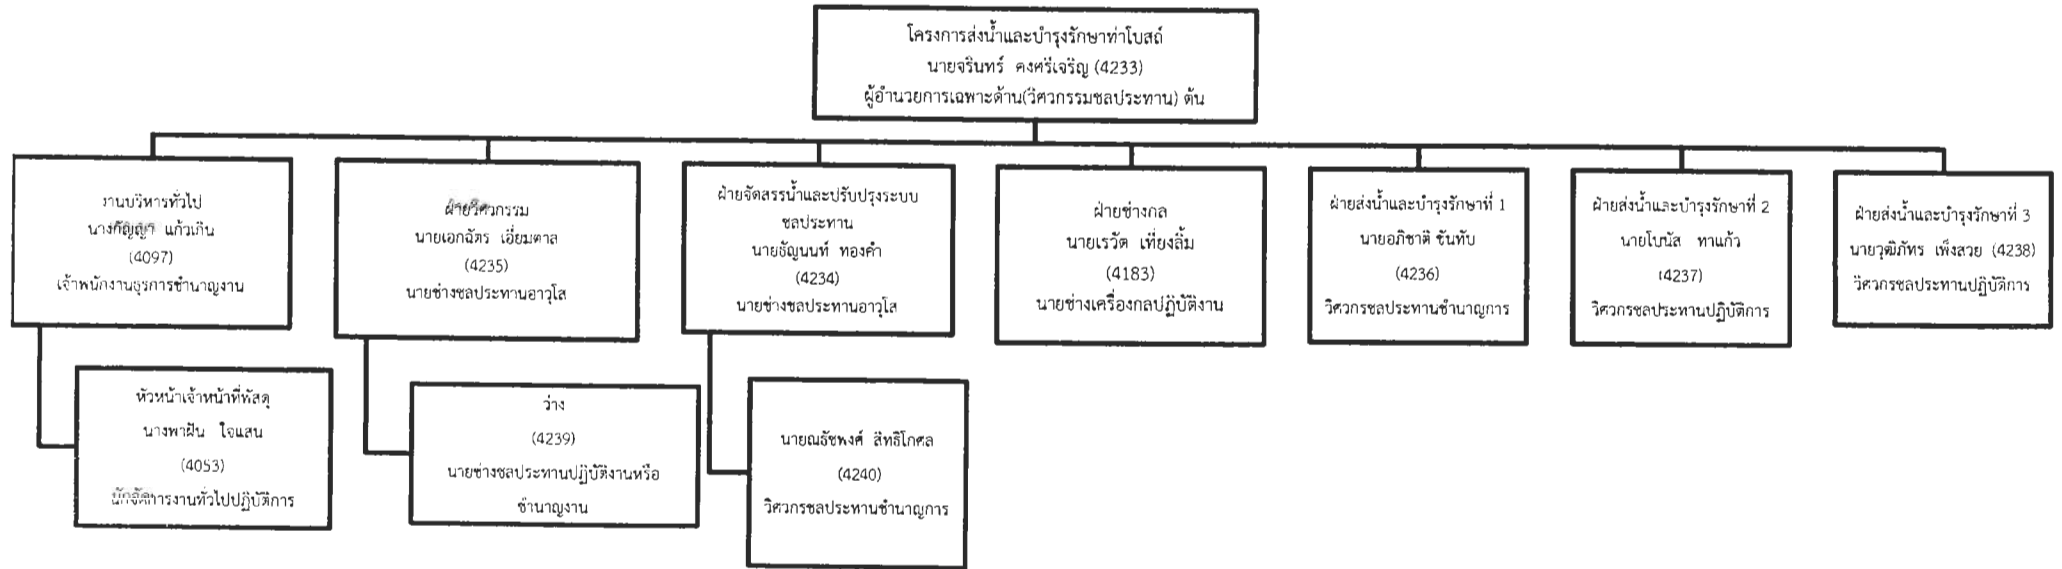 โครงการส่งน้ำและบำรุงรักษาท่าโบสถ์
นายจรินทร์ คงศรีเจริญ (4233)
ผู้อำนวยการเฉพาะด้าน(วิศวกรรมชลประทาน) ต้น
งานบริหารทั่วไป
นางกัญญา แก้วเกิน
(4097)
เจ้าพนักงานธุรการชำนาญงาน
ฝ่ายวิศวกรรม
นายเอกฉัตร เอี่ยมตาล
(4235)
นายช่างชลประทานอาวุโส
ฝ่ายจัดสรรน้ำและปรับปรุงระบบ
ชลประทาน
นายธัญนนท์ ทองคำ
(4234)
นายช่างชลประทานอาวุโส
ฝ่ายช่างกล
นายเรวัต เที่ยงลิ้ม
(4183)
นายช่างเครื่องกลปฏิบัติงาน
ฝ่ายส่งน้ำและบำรุงรักษาที่ 1
นายอภิชาติ ขันทับ
(4236)
วิศวกรชลประทานชำนาญการ
ฝ่ายส่งน้ำและบำรุงรักษาที่ 2
นายโบนัส ทาแก้ว
(4237)
วิศวกรชลประทานปฏิบัติการ
ฝ่ายส่งน้ำและบำรุงรักษาที่ 3
นายวุฒิภัทร เพ็งสวย (4238)
วิศวกรชลประทานปฏิบัติการ
หัวหน้าเจ้าหน้าที่พัสดุ
นางพาฝัน ใจแสน
(4053)
นักจัดการงานทั่วไปปฏิบัติการ
ว่าง
(4239)
นายช่างชลประทานปฏิบัติงานหรือ
ชำนาญงาน
นายณธัชพงศ์ สิทธิโกศล
(4240)
วิศวกรชลประทานชำนาญการ